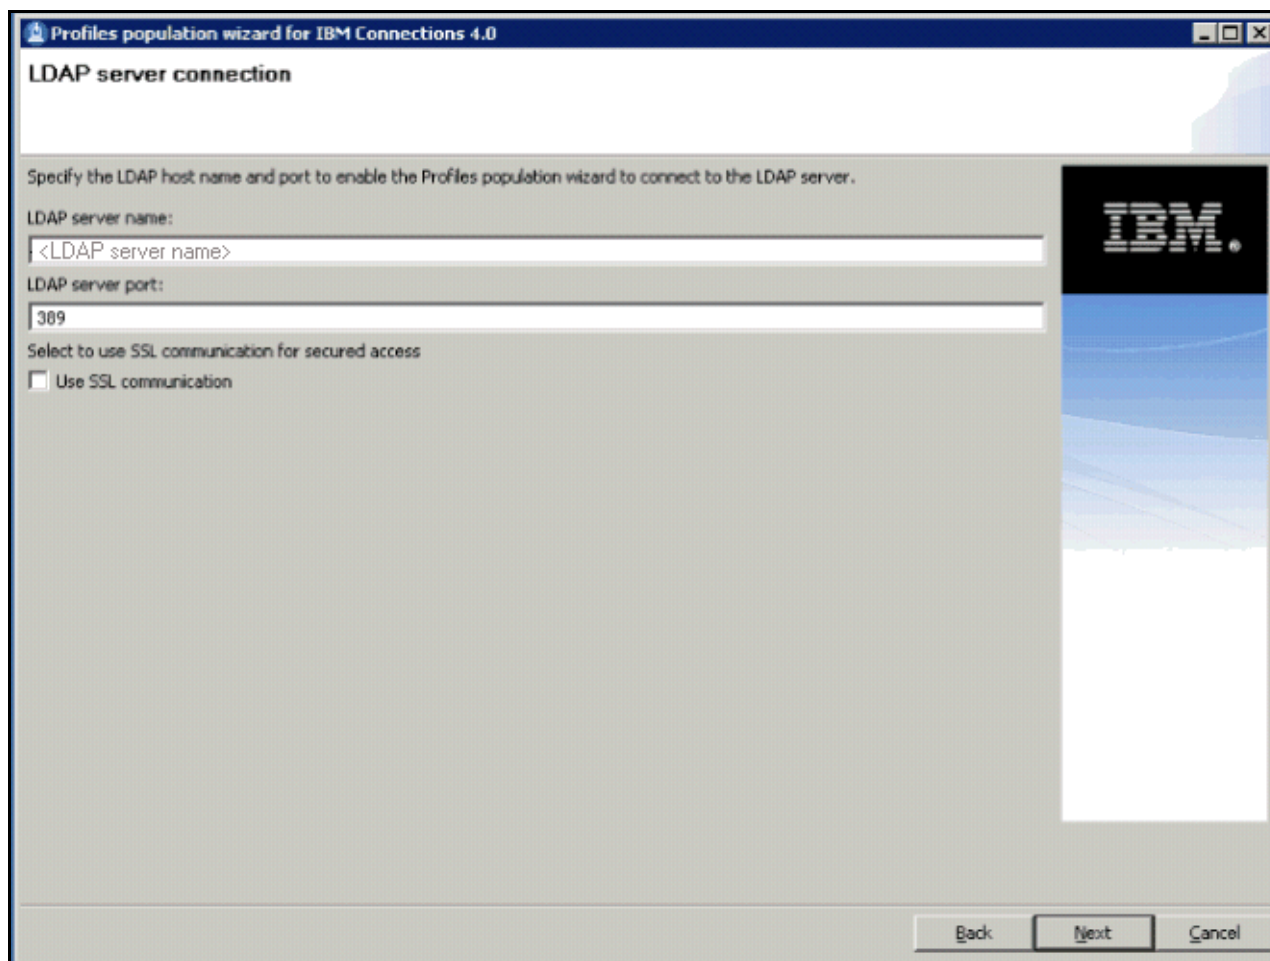 Profiles population wizard for IBM Connections 4.0
LDAP server connection
Specify the LDAP host name and port to enable the Profiles population wizard to connect to the LDAP server.
LDAP server name:
<LDAP server name>
LDAP server port:
389
Select to use SSL communication for secured access
Use SSL communication
IBM.
Back
Next
Cancel